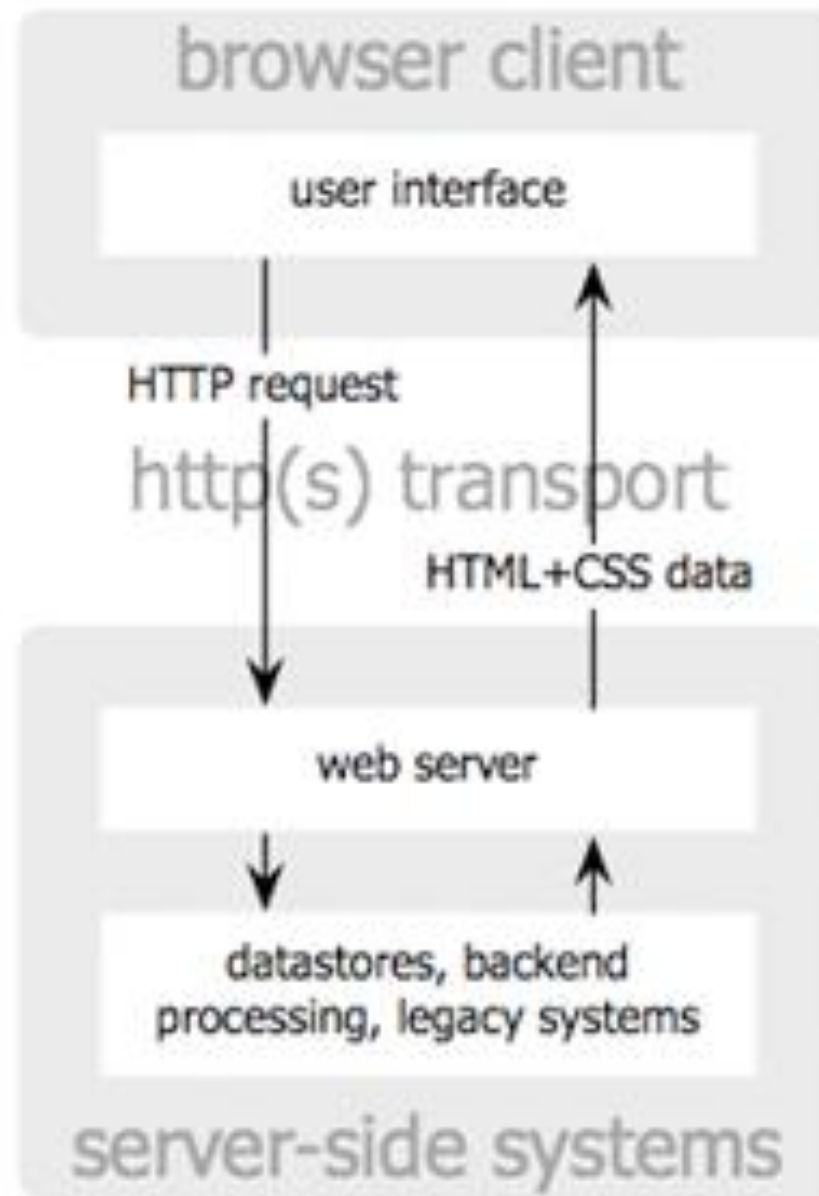 browser client
user interface
HTTP request
http(s) transport
HTML+CSS data
web server
datastores, backend
processing, legacy systems
server-side systems